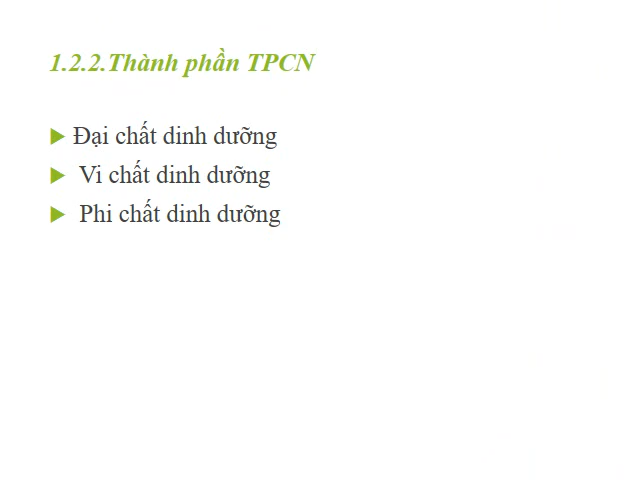 1.2.2.Thành phần TPCN
Đại chất dinh dưỡng
Vi chất dinh dưỡng
Phi chất dinh dưỡng